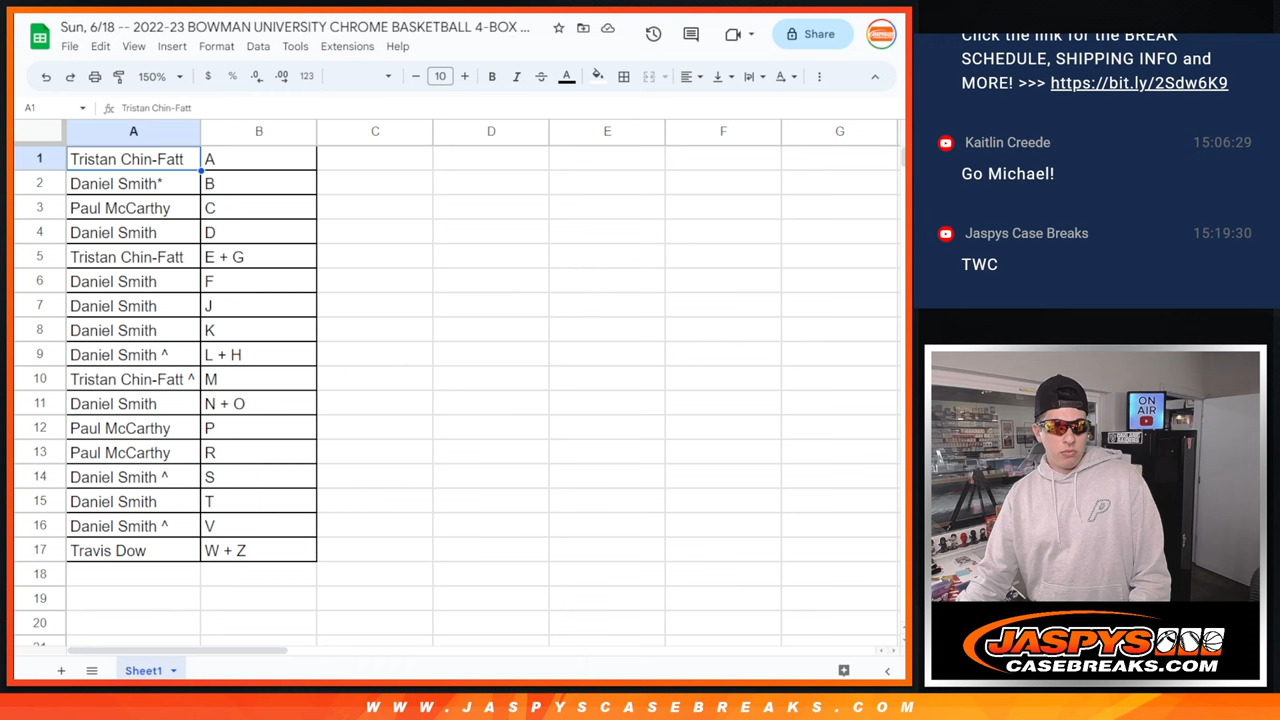 Sun, 6/18 -- 2022-23 BOWMAN UNIVERSITY CHROME BASKETBALL 4-BOX ...
File Edit View Insert Format Data Tools Extensions Help
Share
150% $ % .0 .00 123 10 B I A
A1 fx Tristan Chin-Fatt
A B C D E F G
1 Tristan Chin-Fatt A
2 Daniel Smith* B
3 Paul McCarthy C
4 Daniel Smith D
5 Tristan Chin-Fatt E + G
6 Daniel Smith F
7 Daniel Smith J
8 Daniel Smith K
9 Daniel Smith ^ L + H
10 Tristan Chin-Fatt ^ M
11 Daniel Smith N + O
12 Paul McCarthy P
13 Paul McCarthy R
14 Daniel Smith ^ S
15 Daniel Smith T
16 Daniel Smith ^ V
17 Travis Dow W + Z
18
19
20
Sheet1
Click the link for the BREAK
SCHEDULE, SHIPPING INFO and
MORE! >>> https://bit.ly/2Sdw6K9
Kaitlin Creede 15:06:29
Go Michael!
Jaspys Case Breaks 15:19:30
TWC
ON
AIR
P
JASPYS
CASEBREAKS.COM
WWW.JASPYSCASEBREAKS.COM